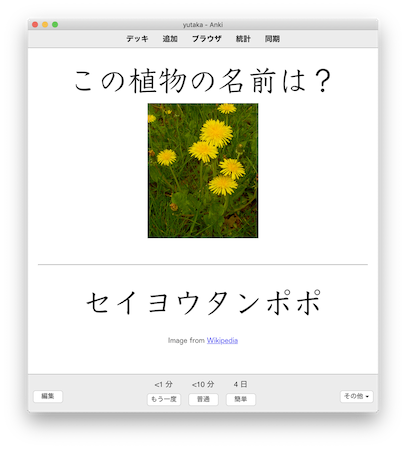 yutaka – Anki
デッキ 追加 ブラウザ 統計 同期
この植物の名前は？
セイヨウタンポポ
Image from Wikipedia
<1 分 <10 分 4 日
編集 もう一度 普通 簡単 その他